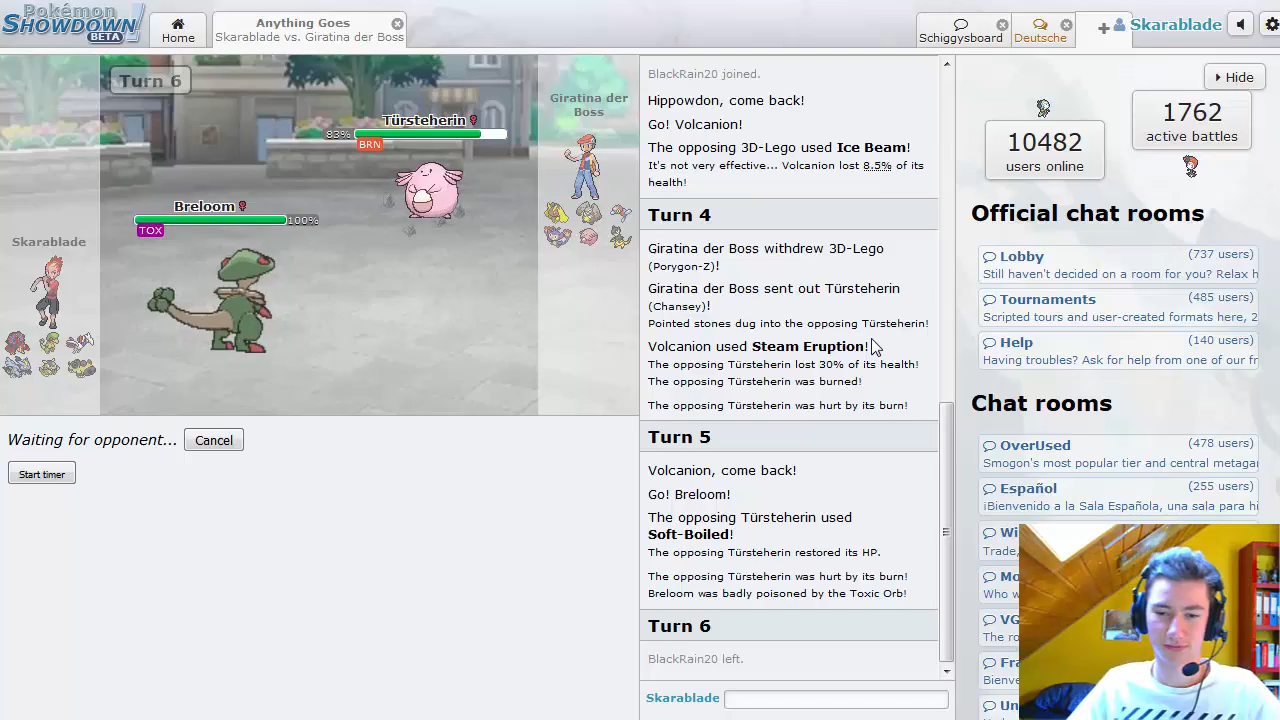 Pokémon
SHOWDOWN!
BETA
Home
Anything Goes
Skarablade vs. Giratina der Boss
Schiggysboard
Deutsche
Skarablade
Turn 6
Türsteherin
83%
BRN
Breloom
100%
TOX
Skarablade
Giratina der
Boss
Waiting for opponent...
Cancel
Start timer
BlackRain20 joined.
Hippowdon, come back!
Go! Volcanion!
The opposing 3D-Lego used Ice Beam!
It's not very effective... Volcanion lost 8.5% of its
health!
Turn 4
Giratina der Boss withdrew 3D-Lego
(Porygon-Z)!
Giratina der Boss sent out Türsteherin
(Chansey)!
Pointed stones dug into the opposing Türsteherin!
Volcanion used Steam Eruption!
The opposing Türsteherin lost 30% of its health!
The opposing Türsteherin was burned!
The opposing Türsteherin was hurt by its burn!
Turn 5
Volcanion, come back!
Go! Breloom!
The opposing Türsteherin used
Soft-Boiled!
The opposing Türsteherin restored its HP.
The opposing Türsteherin was hurt by its burn!
Breloom was badly poisoned by the Toxic Orb!
Turn 6
BlackRain20 left.
Skarablade
Hide
10482
users online
1762
active battles
Official chat rooms
Lobby (737 users)
Still haven't decided on a room for you? Relax h
Tournaments (485 users)
Scripted tours and user-created formats here, 2
Help (140 users)
Having troubles? Ask for help from one of our fr
Chat rooms
OverUsed (478 users)
Smogon's most popular tier and central metagar
Español (255 users)
¡Bienvenido a la Sala Española, una sala para hi
Wi
Trade,
Mo
Who w
VG
The ro
Fra
Bienve
Un